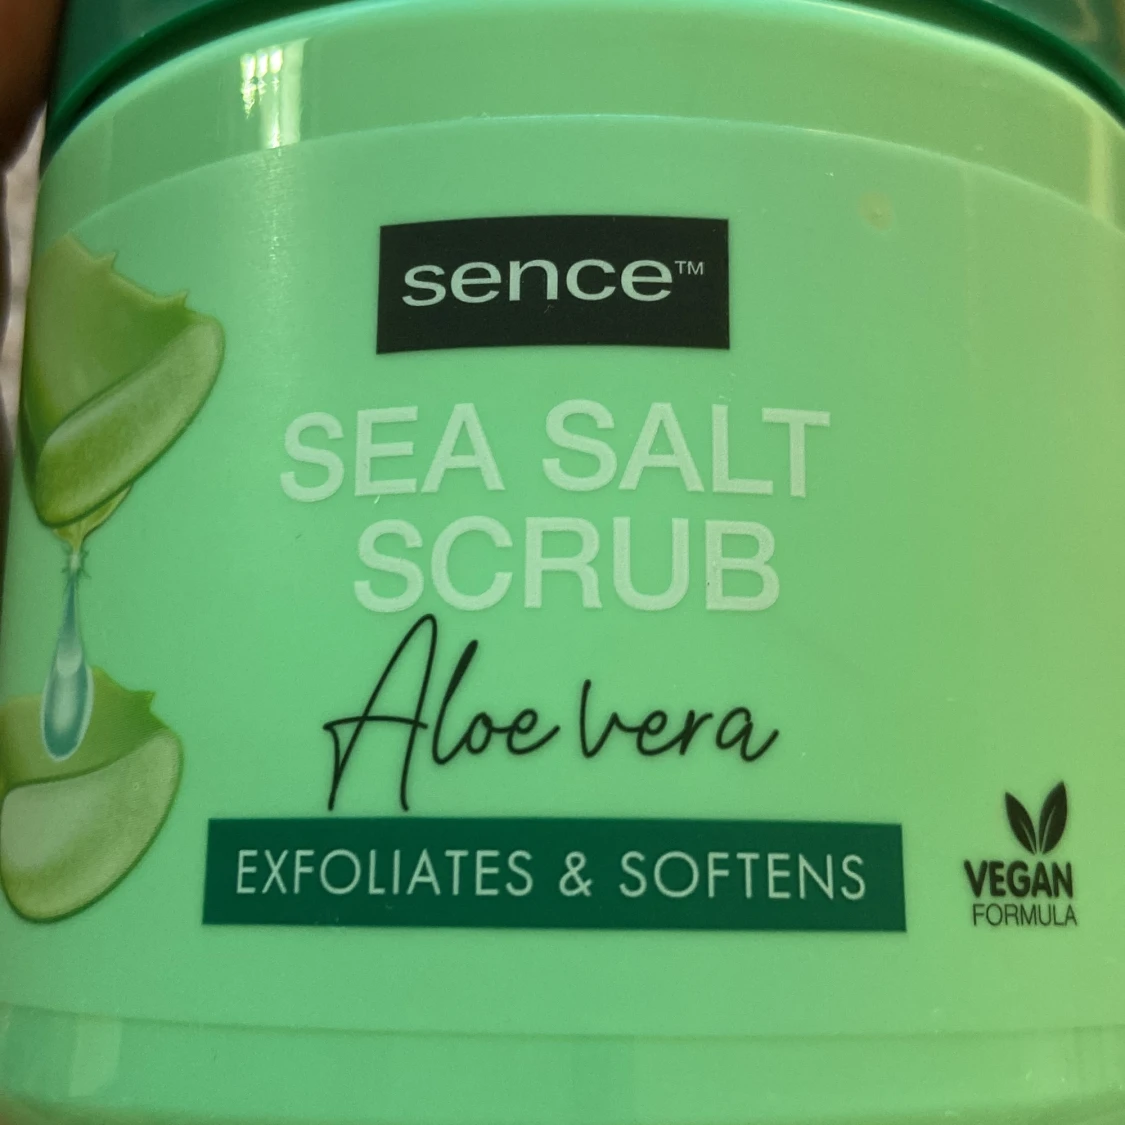 sence™
SEA SALT
SCRUB
Aloe vera
EXFOLIATES & SOFTENS
VEGAN
FORMULA